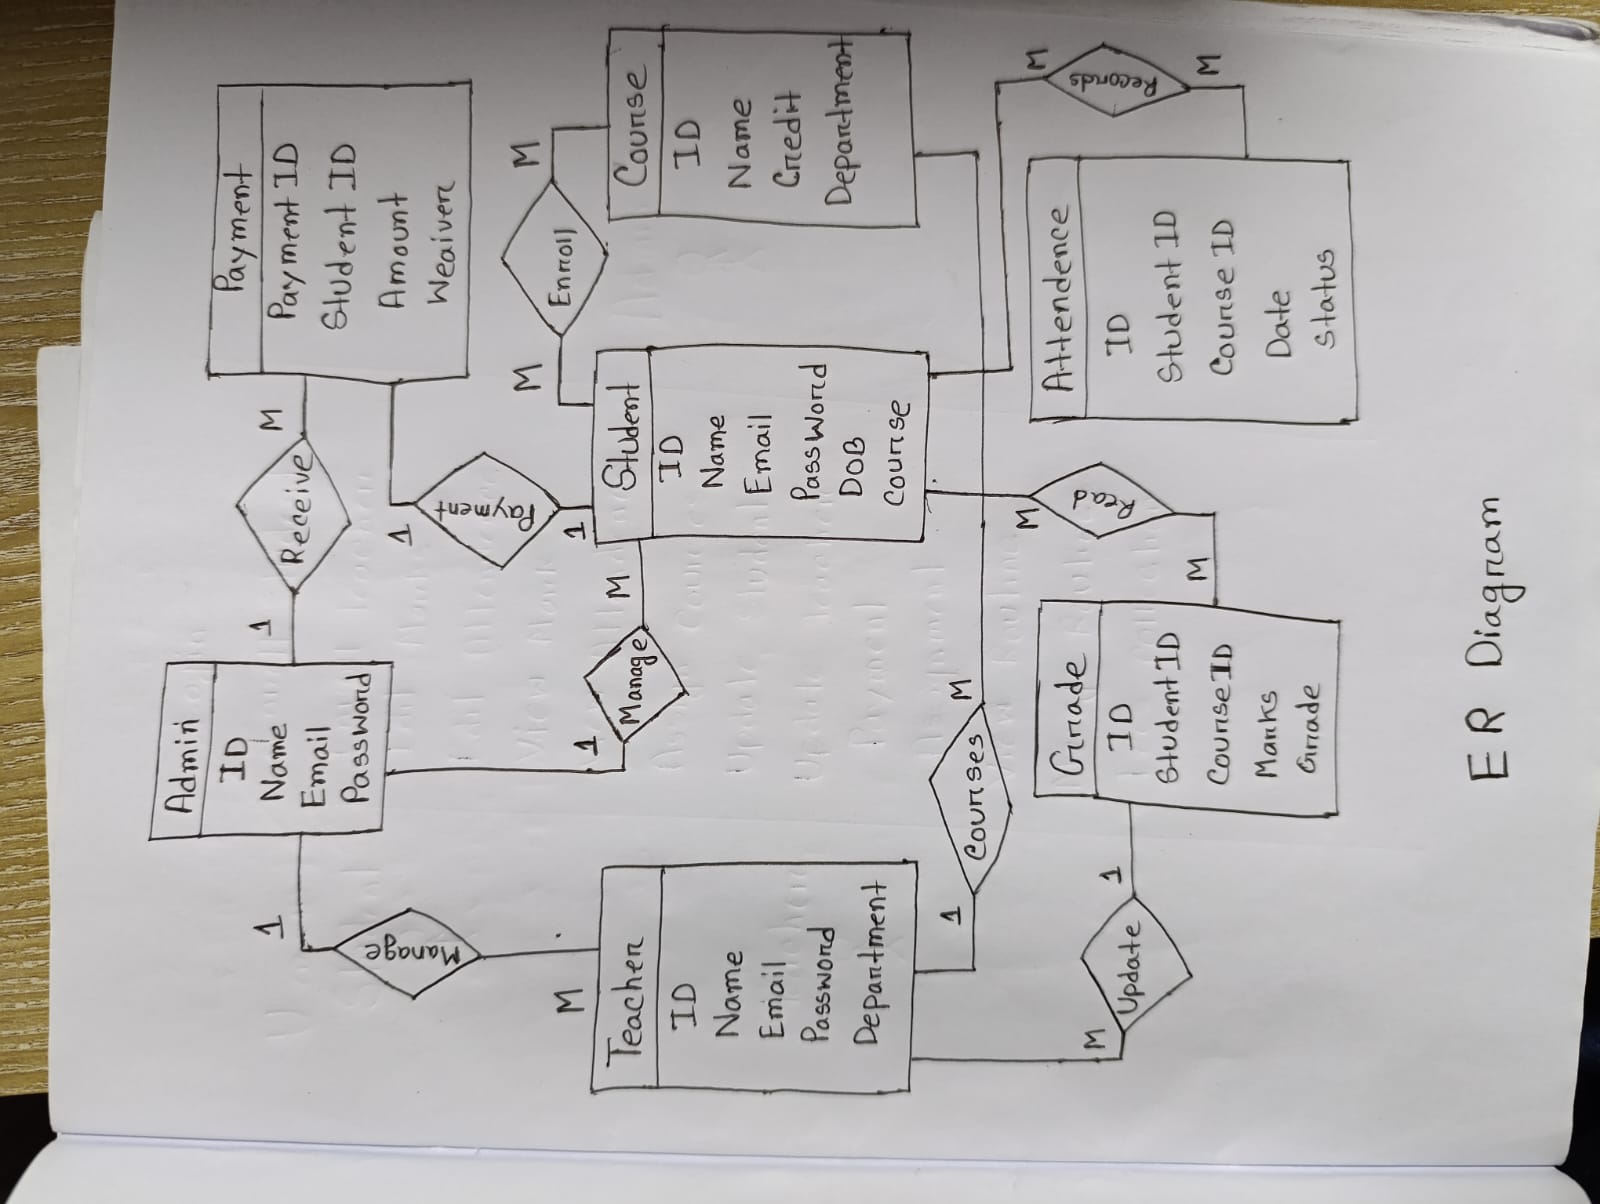 Admin
ID
Name
Email
Password
1
Receive
M
Payment
Payment ID
Student ID
Amount
Weaiver
1
Manage
M
1
Manage
M
1
Payment
1
M
Enroll
M
Teacher
ID
Name
Email
Password
Department
Student
ID
Name
Email
Password
DOB
Course
Course
ID
Name
Credit
Department
1
Courses
M
M
Update
1
M
Read
M
M
Records
M
Grade
ID
Student ID
Course ID
Marks
Grade
Attendence
ID
Student ID
Course ID
Date
Status
ER Diagram